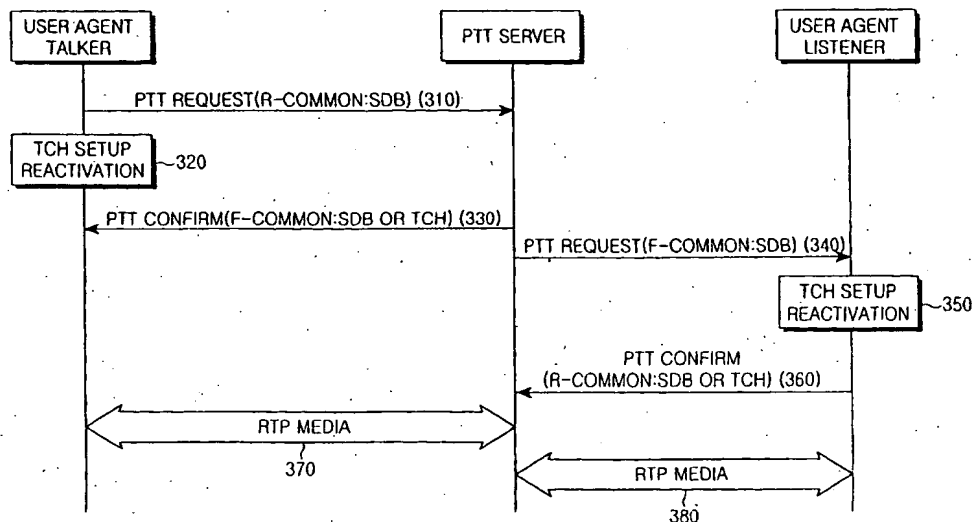 USER AGENT
TALKER
PTT SERVER
USER AGENT
LISTENER
PTT REQUEST(R-COMMON:SDB) (310)
TCH SETUP
REACTIVATION
320
PTT CONFIRM(F-COMMON:SDB OR TCH) (330)
PTT REQUEST(F-COMMON:SDB) (340)
TCH SETUP
REACTIVATION
350
PTT CONFIRM
(R-COMMON:SDB OR TCH) (360)
RTP MEDIA
370
RTP MEDIA
380